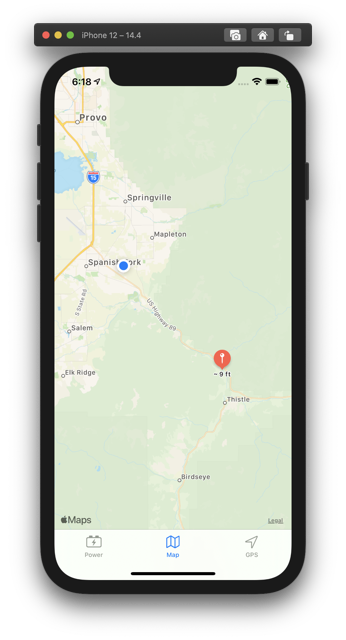 iPhone 12 – 14.4
6:18
Provo
15
Springville
Mapleton
Spanish Fork
S State Rd
US Highway 89
Salem
~ 9 ft
Elk Ridge
Thistle
Birdseye
Maps
Legal
Power
Map
GPS